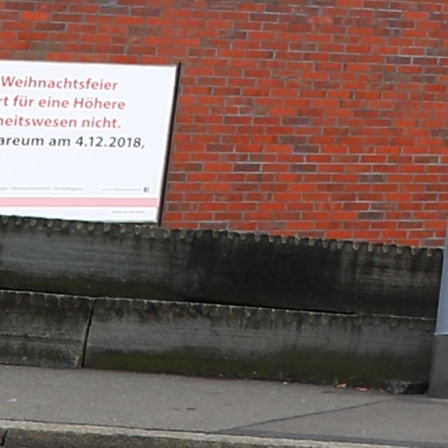 Weihnachtsfeier
rt für eine Höhere
heitswesen nicht.
areum am 4.12.2018,